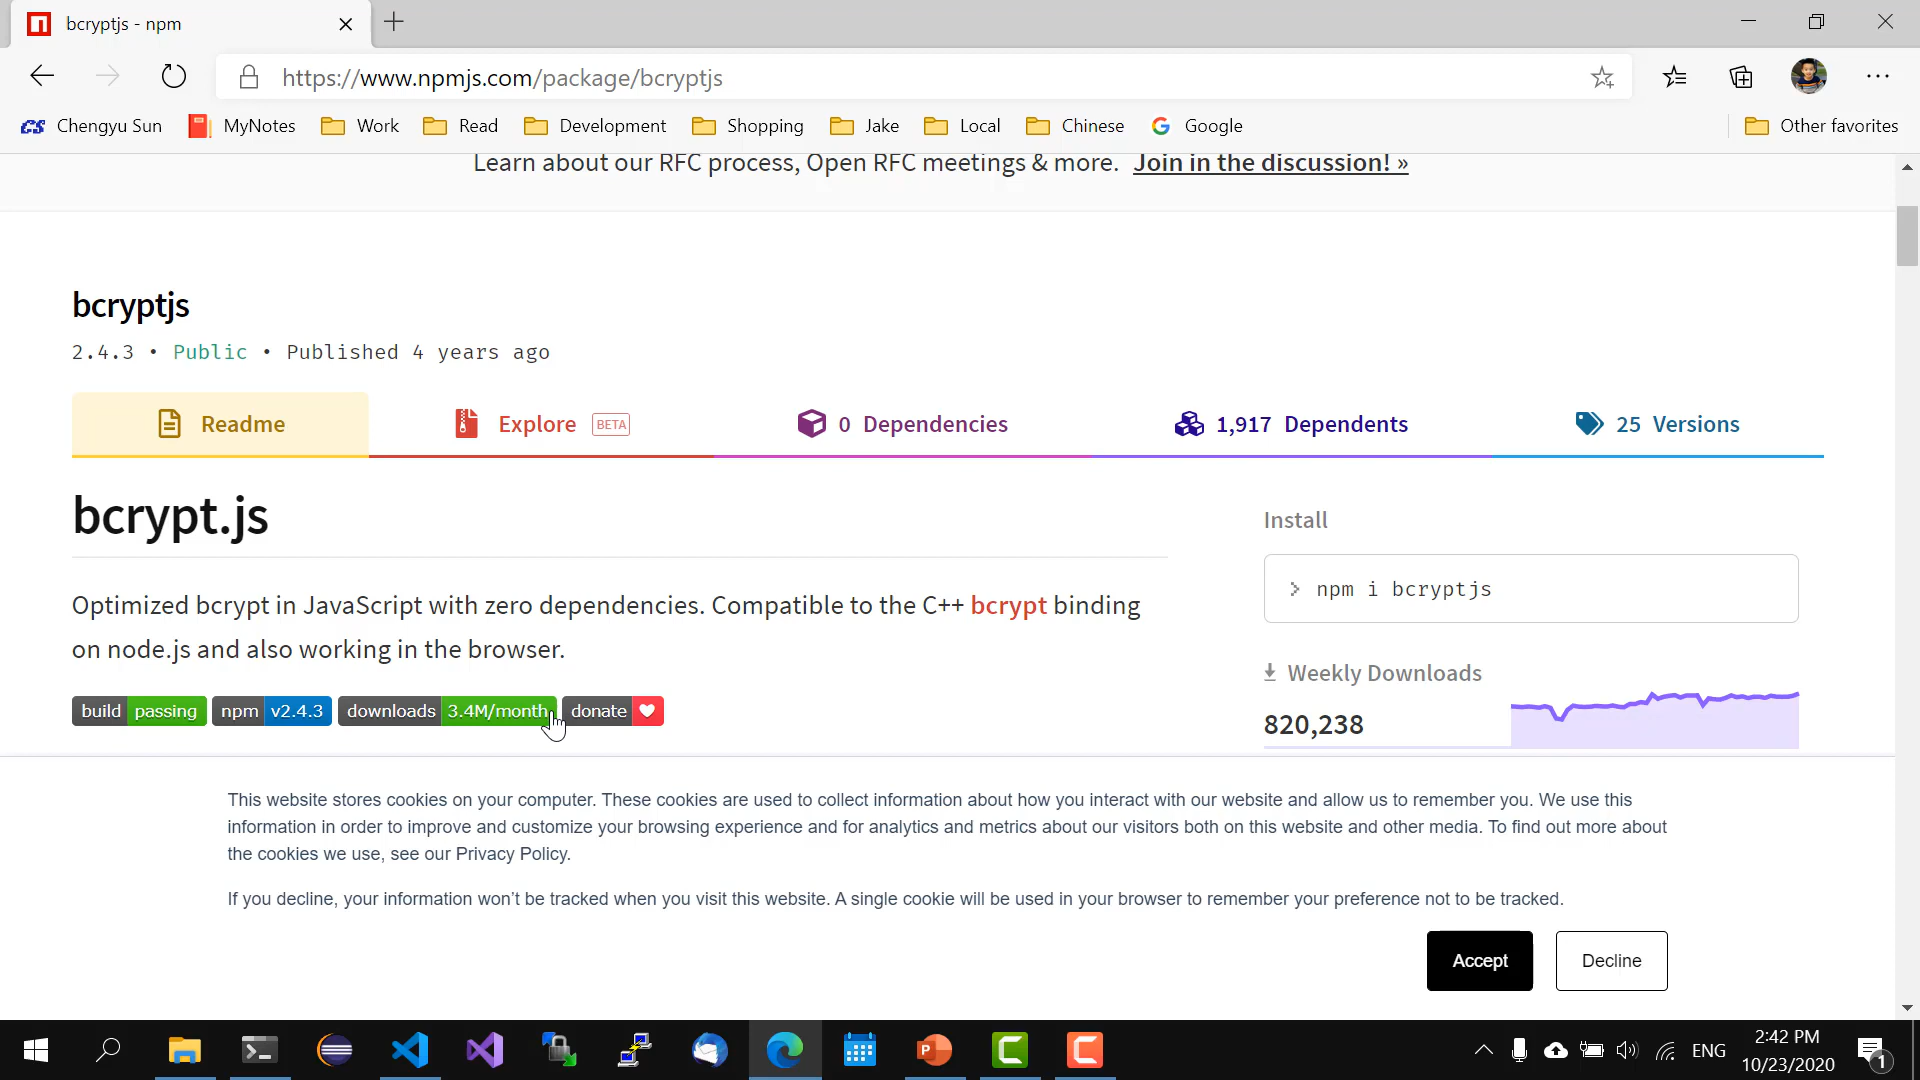 bcryptjs - npm
https://www.npmjs.com/package/bcryptjs
CS Chengyu Sun MyNotes Work Read Development Shopping Jake Local Chinese Google Other favorites
Learn about our RFC process, Open RFC meetings & more. Join in the discussion! »
bcryptjs
2.4.3 • Public • Published 4 years ago
Readme Explore BETA 0 Dependencies 1,917 Dependents 25 Versions
bcrypt.js
Optimized bcrypt in JavaScript with zero dependencies. Compatible to the C++ bcrypt binding
on node.js and also working in the browser.
build passing npm v2.4.3 downloads 3.4M/month donate
Install
> npm i bcryptjs
Weekly Downloads
820,238
This website stores cookies on your computer. These cookies are used to collect information about how you interact with our website and allow us to remember you. We use this
information in order to improve and customize your browsing experience and for analytics and metrics about our visitors both on this website and other media. To find out more about
the cookies we use, see our Privacy Policy.
If you decline, your information won’t be tracked when you visit this website. A single cookie will be used in your browser to remember your preference not to be tracked.
Accept Decline
ENG
2:42 PM
10/23/2020
1